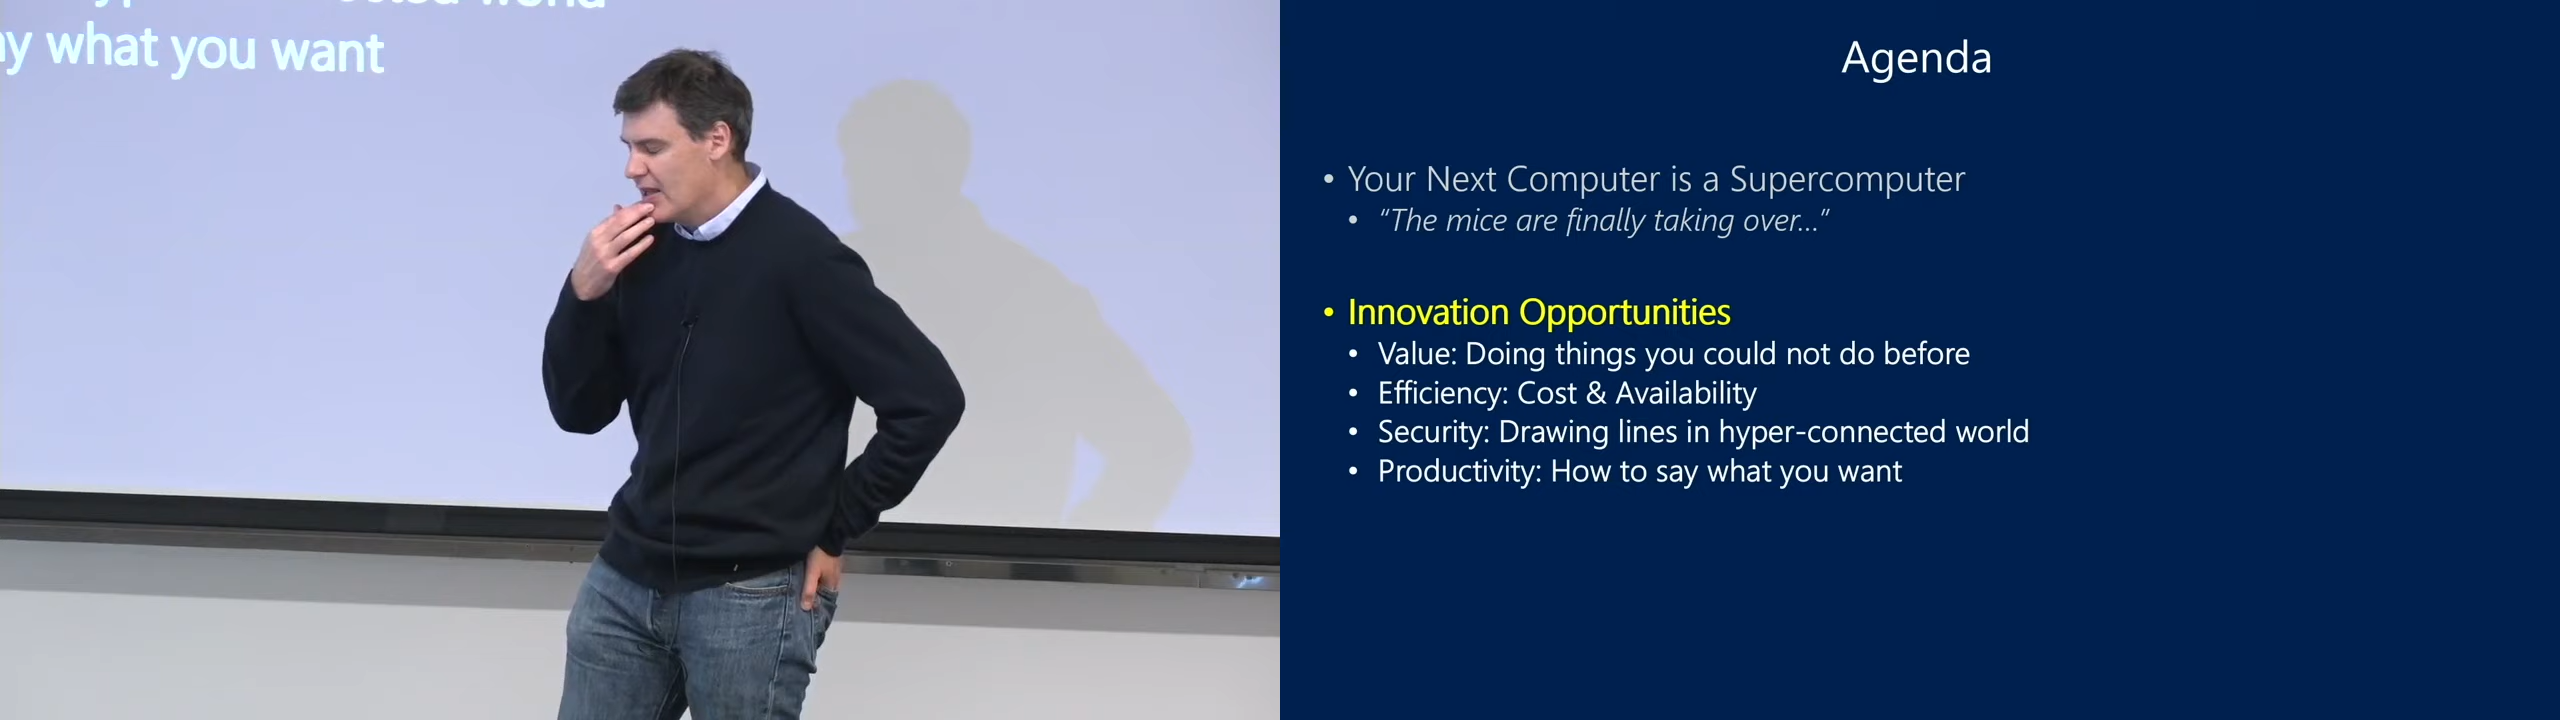 osted world
y what you want
Agenda
• Your Next Computer is a Supercomputer
• “The mice are finally taking over...”
• Innovation Opportunities
• Value: Doing things you could not do before
• Efficiency: Cost & Availability
• Security: Drawing lines in hyper-connected world
• Productivity: How to say what you want